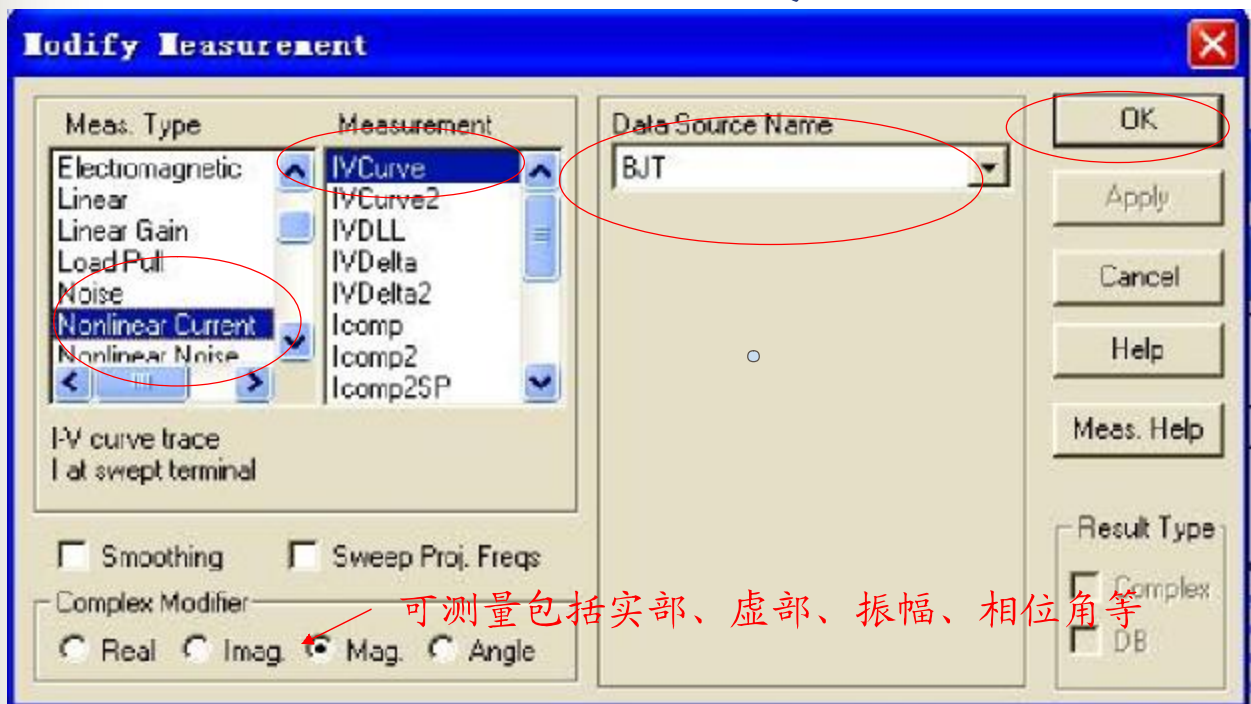 Modify Measurement
Meas. Type
Measurement
Electromagnetic
Linear
Linear Gain
Load Pull
Noise
Nonlinear Current
Nonlinear Noise
IVCurve
IVCurve2
IVDLL
IVDelta
IVDelta2
Icomp
Icomp2
Icomp2SP
I-V curve trace
I at swept terminal
Smoothing
Sweep Proj. Freqs
Complex Modifier
可测量包括实部、虚部、振幅、相位角等
Real Imag. Mag. Angle
Data Source Name
BJT
OK
Apply
Cancel
Help
Meas. Help
Result Type
Complex
DB